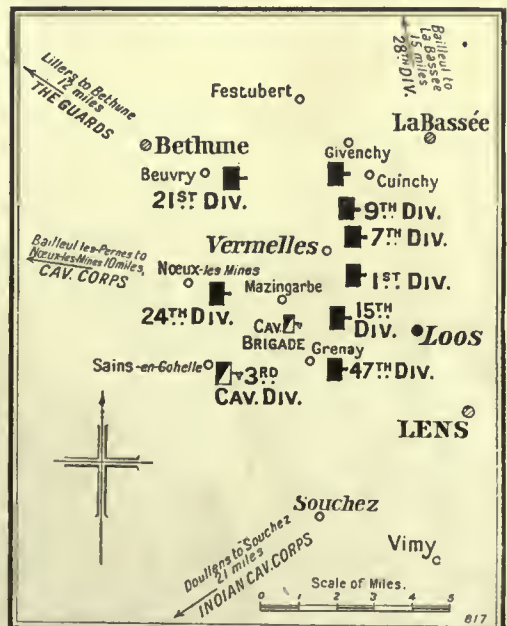 Lillers to Bethune
12 miles
THE GUARDS
Bailleul to
La Bassée
15 miles
28TH DIV.
Festubert
LaBassée
Bethune
Givenchy
Beuvry
Cuinchy
21ST DIV.
9TH DIV.
7TH DIV.
Vermelles
Bailleul les-Pernes to
Nœux-les-Mines 10 miles,
CAV. CORPS
Nœux-les Mines
1ST DIV.
Mazingarbe
24TH DIV.
15TH
DIV.
CAV.
BRIGADE
Loos
Grenay
Sains-en-Gohelle
3RD
CAV. DIV.
47TH DIV.
LENS
Souchez
Doullens to Souchez
21 miles
INDIAN CAV. CORPS
Vimy
Scale of Miles.
0 1 2 3 4 5
817